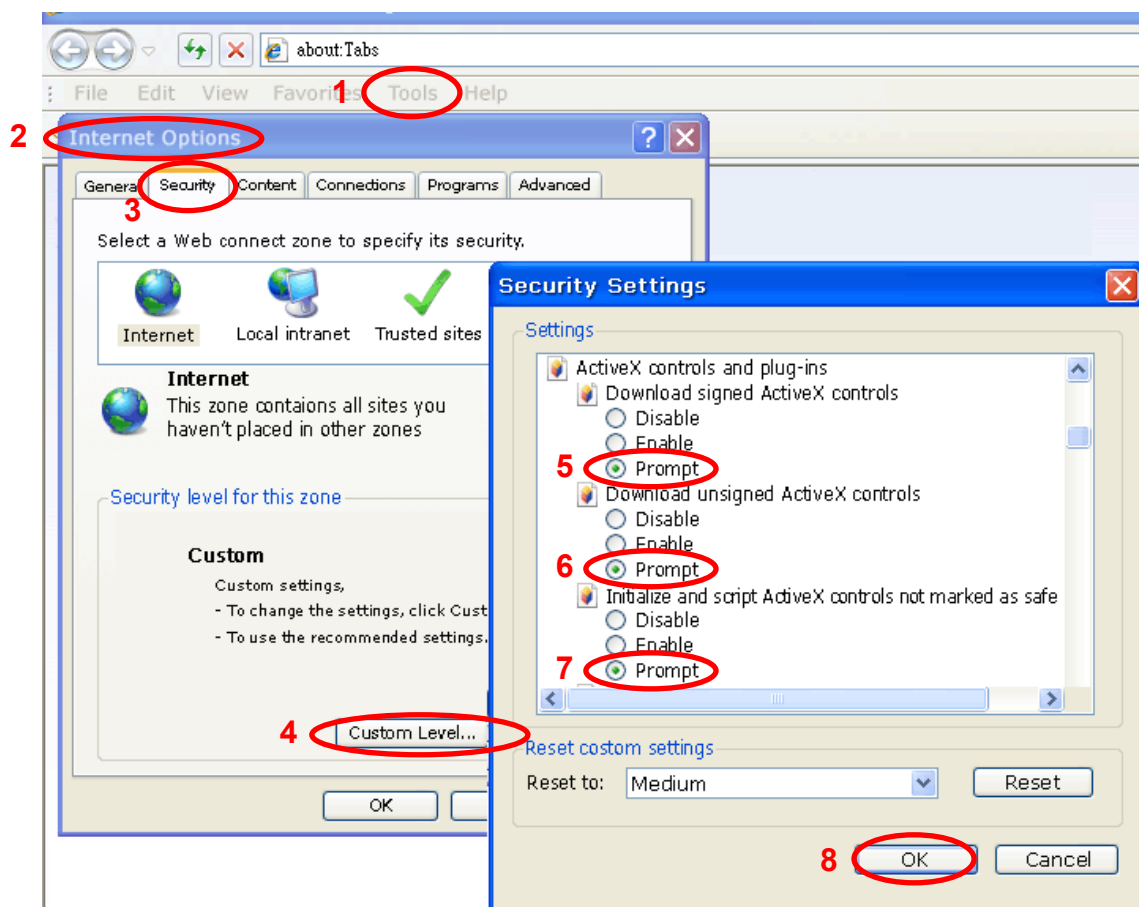 about:Tabs
1
File Edit View Favorites Tools Help
2
Internet Options
?
General Security Content Connections Programs Advanced
3
Select a Web connect zone to specify its security.
Internet Local intranet Trusted sites
Internet
This zone contaions all sites you
haven't placed in other zones
Security level for this zone
Custom
Custom settings,
- To change the settings, click Cust
- To use the recommended settings.
4 Custom Level...
OK
Security Settings
Settings
ActiveX controls and plug-ins
Download signed ActiveX controls
Disable
Enable
5 Prompt
Download unsigned ActiveX controls
Disable
Enable
6 Prompt
Initialize and script ActiveX controls not marked as safe
Disable
Enable
7 Prompt
Reset costom settings
Reset to: Medium Reset
8 OK Cancel